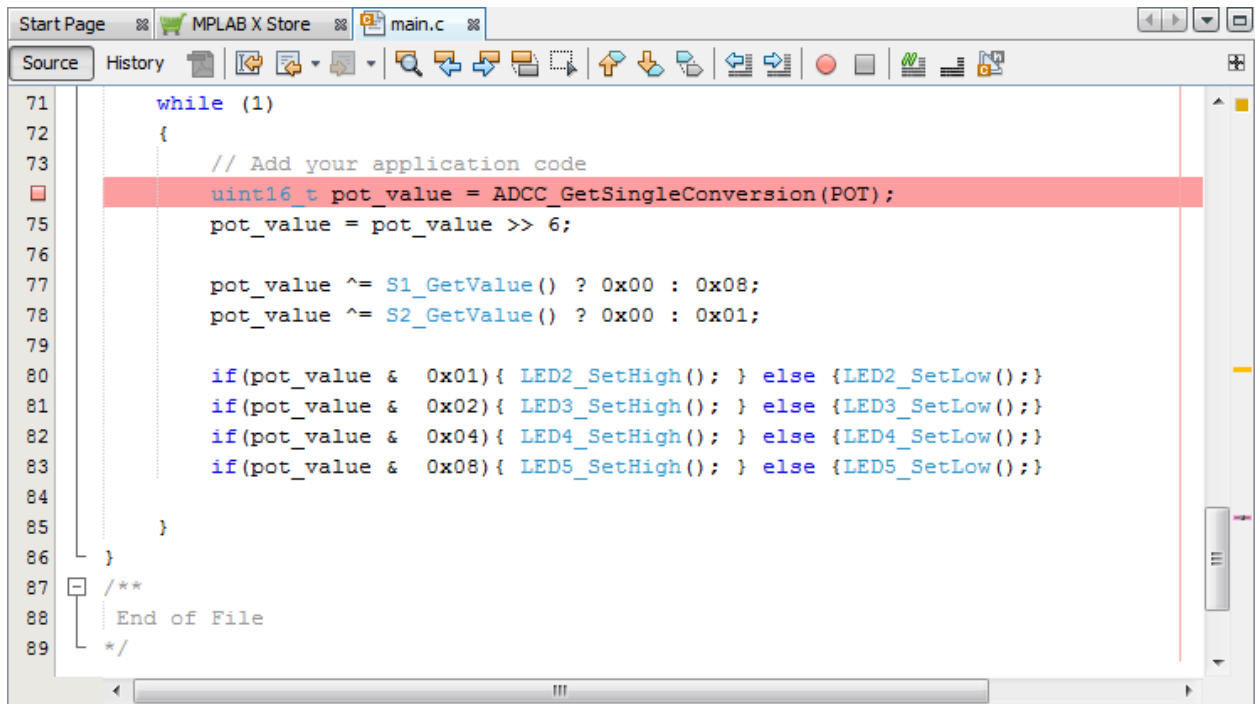 Start Page MPLAB X Store main.c
Source History
71 while (1)
72 {
73 // Add your application code
uint16_t pot_value = ADCC_GetSingleConversion(POT);
75 pot_value = pot_value >> 6;
76
77 pot_value ^= S1_GetValue() ? 0x00 : 0x08;
78 pot_value ^= S2_GetValue() ? 0x00 : 0x01;
79
80 if(pot_value &  0x01){ LED2_SetHigh(); } else {LED2_SetLow();}
81 if(pot_value &  0x02){ LED3_SetHigh(); } else {LED3_SetLow();}
82 if(pot_value &  0x04){ LED4_SetHigh(); } else {LED4_SetLow();}
83 if(pot_value &  0x08){ LED5_SetHigh(); } else {LED5_SetLow();}
84
85 }
86 }
87 /**
88 End of File
89 */